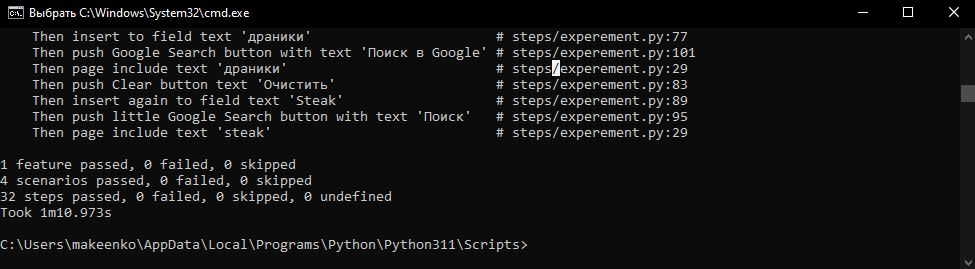 Выбрать C:\Windows\System32\cmd.exe
Then insert to field text 'драники' # steps/experement.py:77
Then push Google Search button with text 'Поиск в Google' # steps/experement.py:101
Then page include text 'драники' # steps/experement.py:29
Then push Clear button text 'Очистить' # steps/experement.py:83
Then insert again to field text 'Steak' # steps/experement.py:89
Then push little Google Search button with text 'Поиск' # steps/experement.py:95
Then page include text 'steak' # steps/experement.py:29
1 feature passed, 0 failed, 0 skipped
4 scenarios passed, 0 failed, 0 skipped
32 steps passed, 0 failed, 0 skipped, 0 undefined
Took 1m10.973s
C:\Users\makeenko\AppData\Local\Programs\Python\Python311\Scripts>